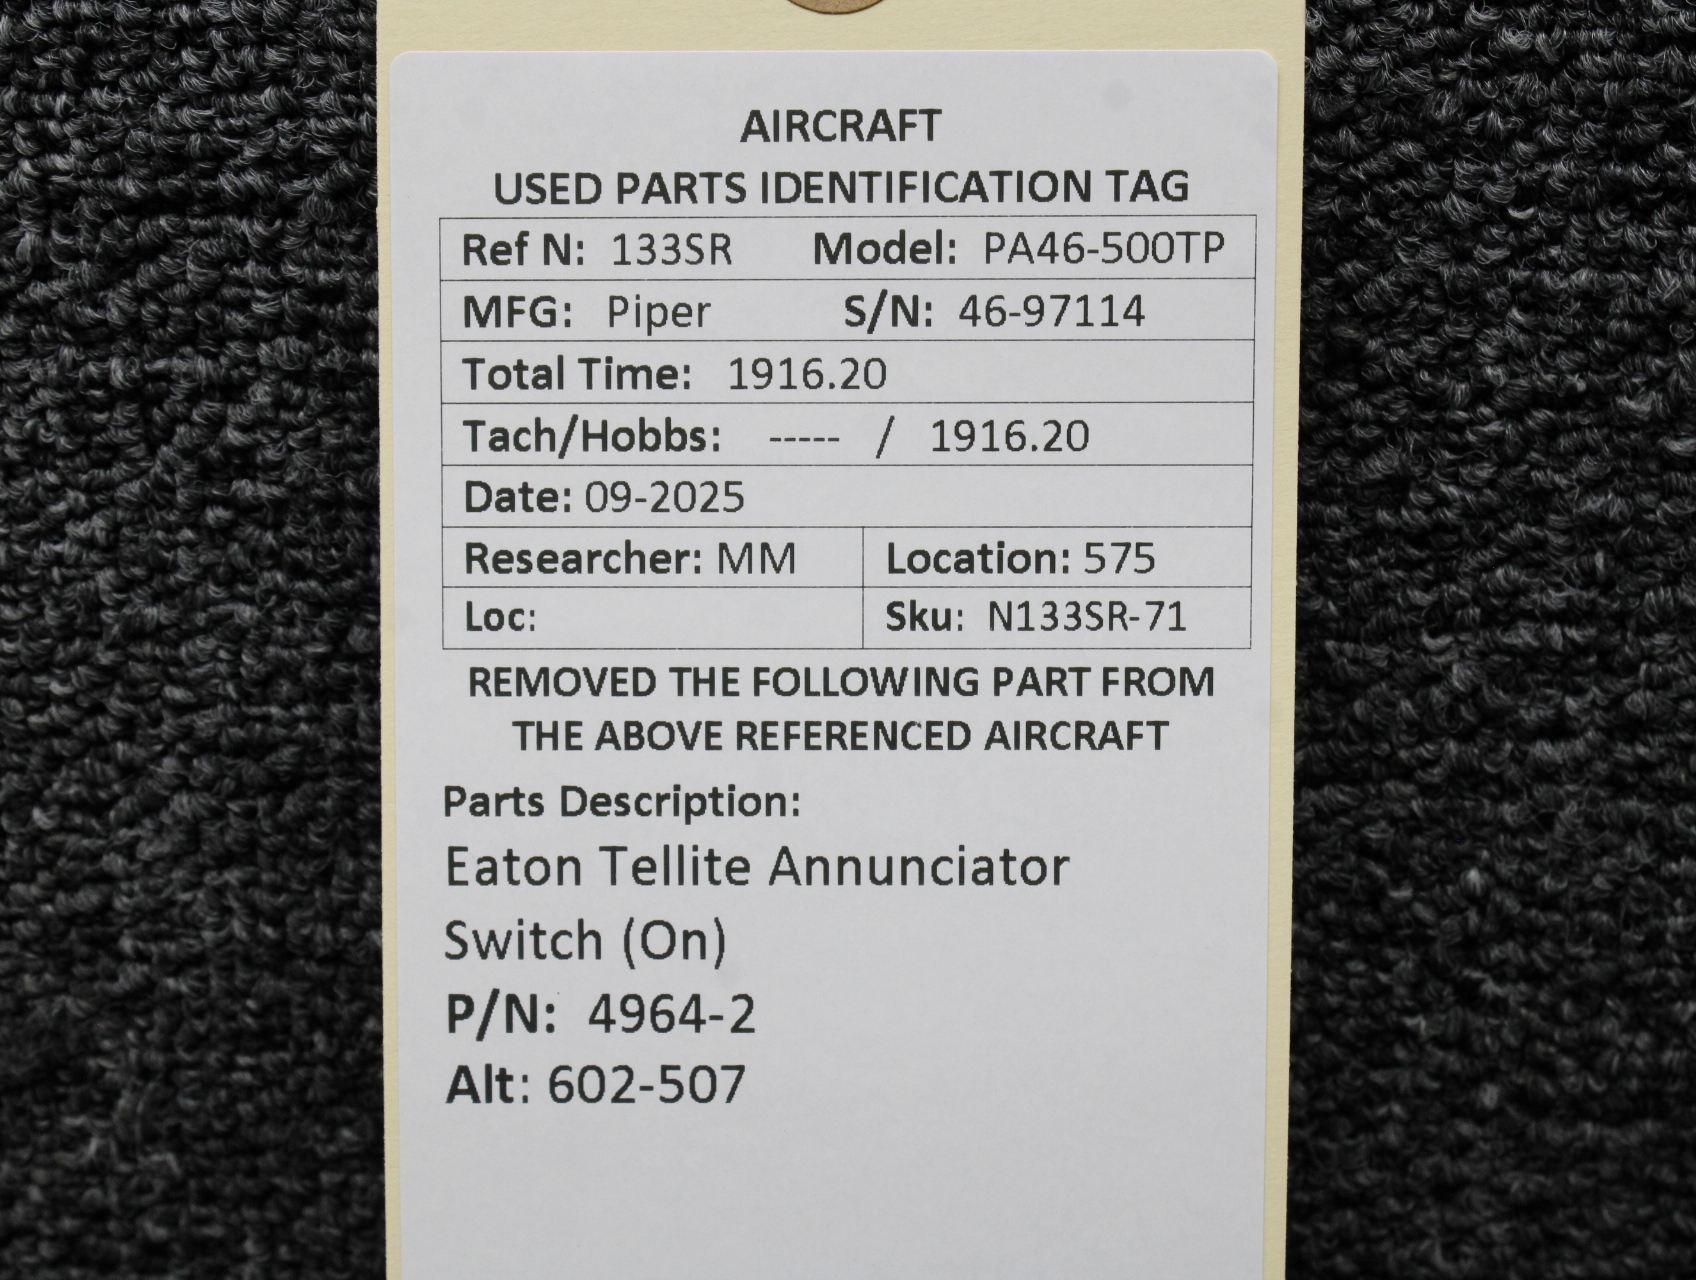 AIRCRAFT
USED PARTS IDENTIFICATION TAG
Ref N: 133SR Model: PA46-500TP
MFG: Piper S/N: 46-97114
Total Time: 1916.20
Tach/Hobbs: ----- / 1916.20
Date: 09-2025
Researcher: MM Location: 575
Loc: Sku: N133SR-71
REMOVED THE FOLLOWING PART FROM
THE ABOVE REFERENCED AIRCRAFT
Parts Description:
Eaton Tellite Annunciator
Switch (On)
P/N: 4964-2
Alt: 602-507